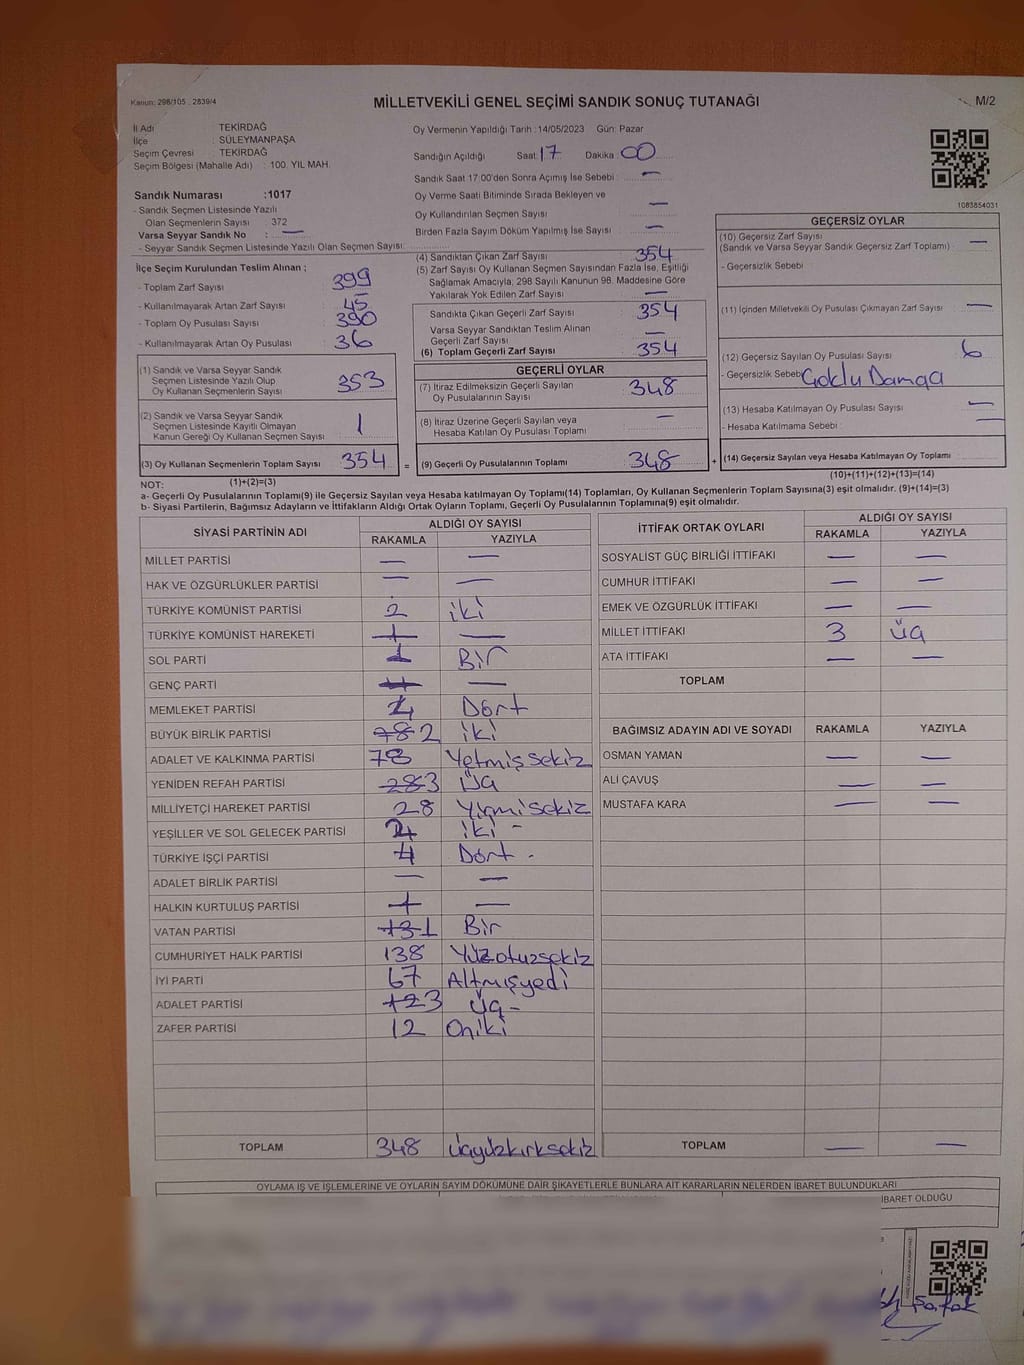 Kanun: 298/105 . 2839/4
MİLLETVEKİLİ GENEL SEÇİMİ SANDIK SONUÇ TUTANAĞI
M/2
İl Adı TEKİRDAĞ
İlçe : SÜLEYMANPAŞA
Seçim Çevresi : TEKİRDAĞ
Seçim Bölgesi (Mahalle Adı) : 100. YIL MAH.
Sandık Numarası :1017
- Sandık Seçmen Listesinde Yazılı
Olan Seçmenlerin Sayısı : 372
Varsa Seyyar Sandık No : —
- Seyyar Sandık Seçmen Listesinde Yazılı Olan Seçmen Sayısı:
Oy Vermenin Yapıldığı Tarih : 14/05/2023 Gün: Pazar
Sandığın Açıldığı Saat: 17 Dakika: 00
Sandık Saat 17:00'den Sonra Açımış İse Sebebi : —
Oy Verme Saati Bitiminde Sırada Bekleyen ve
Oy Kullandırılan Seçmen Sayısı —
Birden Fazla Sayım Döküm Yapılmış İse Sayısı —
1083854031
İlçe Seçim Kurulundan Teslim Alınan ;
- Toplam Zarf Sayısı 399
- Kullanılmayarak Artan Zarf Sayısı 45
- Toplam Oy Pusulası Sayısı 390
- Kullanılmayarak Artan Oy Pusulası 36
(1) Sandık ve Varsa Seyyar Sandık
Seçmen Listesinde Yazılı Olup
Oy Kullanan Seçmenlerin Sayısı 353
(2) Sandık ve Varsa Seyyar Sandık
Seçmen Listesinde Kayıtlı Olmayan
Kanun Gereği Oy Kullanan Seçmen Sayısı 1
(3) Oy Kullanan Seçmenlerin Toplam Sayısı 354 =
(1)+(2)=(3)
(4) Sandıktan Çıkan Zarf Sayısı 354
(5) Zarf Sayısı Oy Kullanan Seçmen Sayısından Fazla İse, Eşitliği
Sağlamak Amacıyla; 298 Sayılı Kanunun 98. Maddesine Göre
Yakılarak Yok Edilen Zarf Sayısı —
Sandıkta Çıkan Geçerli Zarf Sayısı 354
Varsa Seyyar Sandıktan Teslim Alınan
Geçerli Zarf Sayısı —
(6) Toplam Geçerli Zarf Sayısı 354
GEÇERLİ OYLAR
(7) İtiraz Edilmeksizin Geçerli Sayılan
Oy Pusulalarının Sayısı 348
(8) İtiraz Üzerine Geçerli Sayılan veya
Hesaba Katılan Oy Pusulası Toplamı —
(9) Geçerli Oy Pusulalarının Toplamı 348 +
GEÇERSİZ OYLAR
(10) Geçersiz Zarf Sayısı
(Sandık ve Varsa Seyyar Sandık Geçersiz Zarf Toplamı) —
- Geçersizlik Sebebi
(11) İçinden Milletvekili Oy Pusulası Çıkmayan Zarf Sayısı —
(12) Geçersiz Sayılan Oy Pusulası Sayısı 6
- Geçersizlik Sebebi Çoklu Damga
(13) Hesaba Katılmayan Oy Pusulası Sayısı —
- Hesaba Katılmama Sebebi : —
(14) Geçersiz Sayılan veya Hesaba Katılmayan Oy Toplamı
(10)+(11)+(12)+(13)=(14)
NOT:
a- Geçerli Oy Pusulalarının Toplamı(9) ile Geçersiz Sayılan veya Hesaba katılmayan Oy Toplamı(14) Toplamları, Oy Kullanan Seçmenlerin Toplam Sayısına(3) eşit olmalıdır. (9)+(14)=(3)
b- Siyasi Partilerin, Bağımsız Adayların ve İttifakların Aldığı Ortak Oyların Toplamı, Geçerli Oy Pusulalarının Toplamına(9) eşit olmalıdır.
SİYASİ PARTİNİN ADI ALDIĞI OY SAYISI
RAKAMLA YAZIYLA
MİLLET PARTİSİ — —
HAK VE ÖZGÜRLÜKLER PARTİSİ — —
TÜRKİYE KOMÜNİST PARTİSİ 2 iki
TÜRKİYE KOMÜNİST HAREKETİ —
SOL PARTİ 1 Bir
GENÇ PARTİ —
MEMLEKET PARTİSİ 4 Dört
BÜYÜK BİRLİK PARTİSİ 2 iki
ADALET VE KALKINMA PARTİSİ 78 Yetmişsekiz
YENİDEN REFAH PARTİSİ 3 Üç
MİLLİYETÇİ HAREKET PARTİSİ 28 Yigmisekiz
YEŞİLLER VE SOL GELECEK PARTİSİ 2 iki -
TÜRKİYE İŞÇİ PARTİSİ 4 Dört -
ADALET BİRLİK PARTİSİ — —
HALKIN KURTULUŞ PARTİSİ —
VATAN PARTİSİ 1 Bir
CUMHURİYET HALK PARTİSİ 138 Yüzotuzsekiz
İYİ PARTİ 67 Altmışyedi
ADALET PARTİSİ 3 Üç -
ZAFER PARTİSİ 12 Oniki
TOPLAM 348 Üçyüzkırksekiz
İTTİFAK ORTAK OYLARI ALDIĞI OY SAYISI
RAKAMLA YAZIYLA
SOSYALIST GÜÇ BİRLİĞİ İTTİFAKI — —
CUMHUR İTTİFAKI — —
EMEK VE ÖZGÜRLÜK İTTİFAKI — —
MİLLET İTTİFAKI 3 Üç
ATA İTTİFAKI — —
TOPLAM
BAĞIMSIZ ADAYIN ADI VE SOYADI RAKAMLA YAZIYLA
OSMAN YAMAN — —
ALİ ÇAVUŞ — —
MUSTAFA KARA — —
TOPLAM — —
OYLAMA İŞ VE İŞLEMLERİNE VE OYLARIN SAYIM DÖKÜMÜNE DAİR ŞİKAYETLERLE BUNLARA AİT KARARLARIN NELERDEN İBARET BULUNDUKLARI
İBARET OLDUĞU